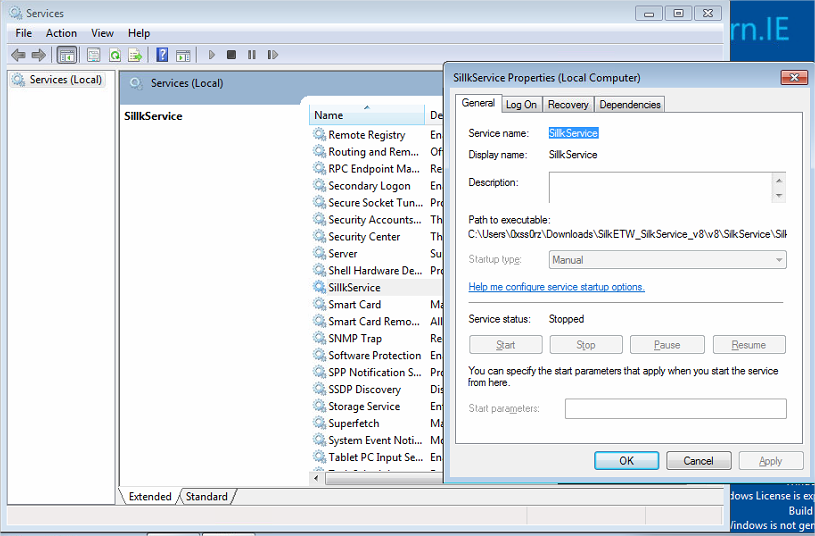 Services
File Action View Help
Services (Local)
Services (Local)
SillkService
Name De
Remote Registry En
Routing and Rem... Of
RPC Endpoint Ma... Re
Secondary Logon En
Secure Socket Tun... Pro
Security Accounts... Th
Security Center Th
Server Su
Shell Hardware De... Pro
SillkService
Smart Card Ma
Smart Card Remo... All
SNMP Trap Re
Software Protection En
SPP Notification S... Pro
SSDP Discovery Dis
Storage Service Ent
Superfetch Ma
System Event Noti... Mo
Tablet PC Input Se... En
Extended Standard
SillkService Properties (Local Computer)
General Log On Recovery Dependencies
Service name: SillkService
Display name: SillkService
Description:
Path to executable:
C:\Users\0xss0rz\Downloads\SilkETW_SilkService_v8\v8\SilkService\Silk
Startup type: Manual
Help me configure service startup options.
Service status: Stopped
Start Stop Pause Resume
You can specify the start parameters that apply when you start the service
from here.
Start parameters:
OK Cancel Apply
rn.IE
dows License is exp
Build
Windows is not gen